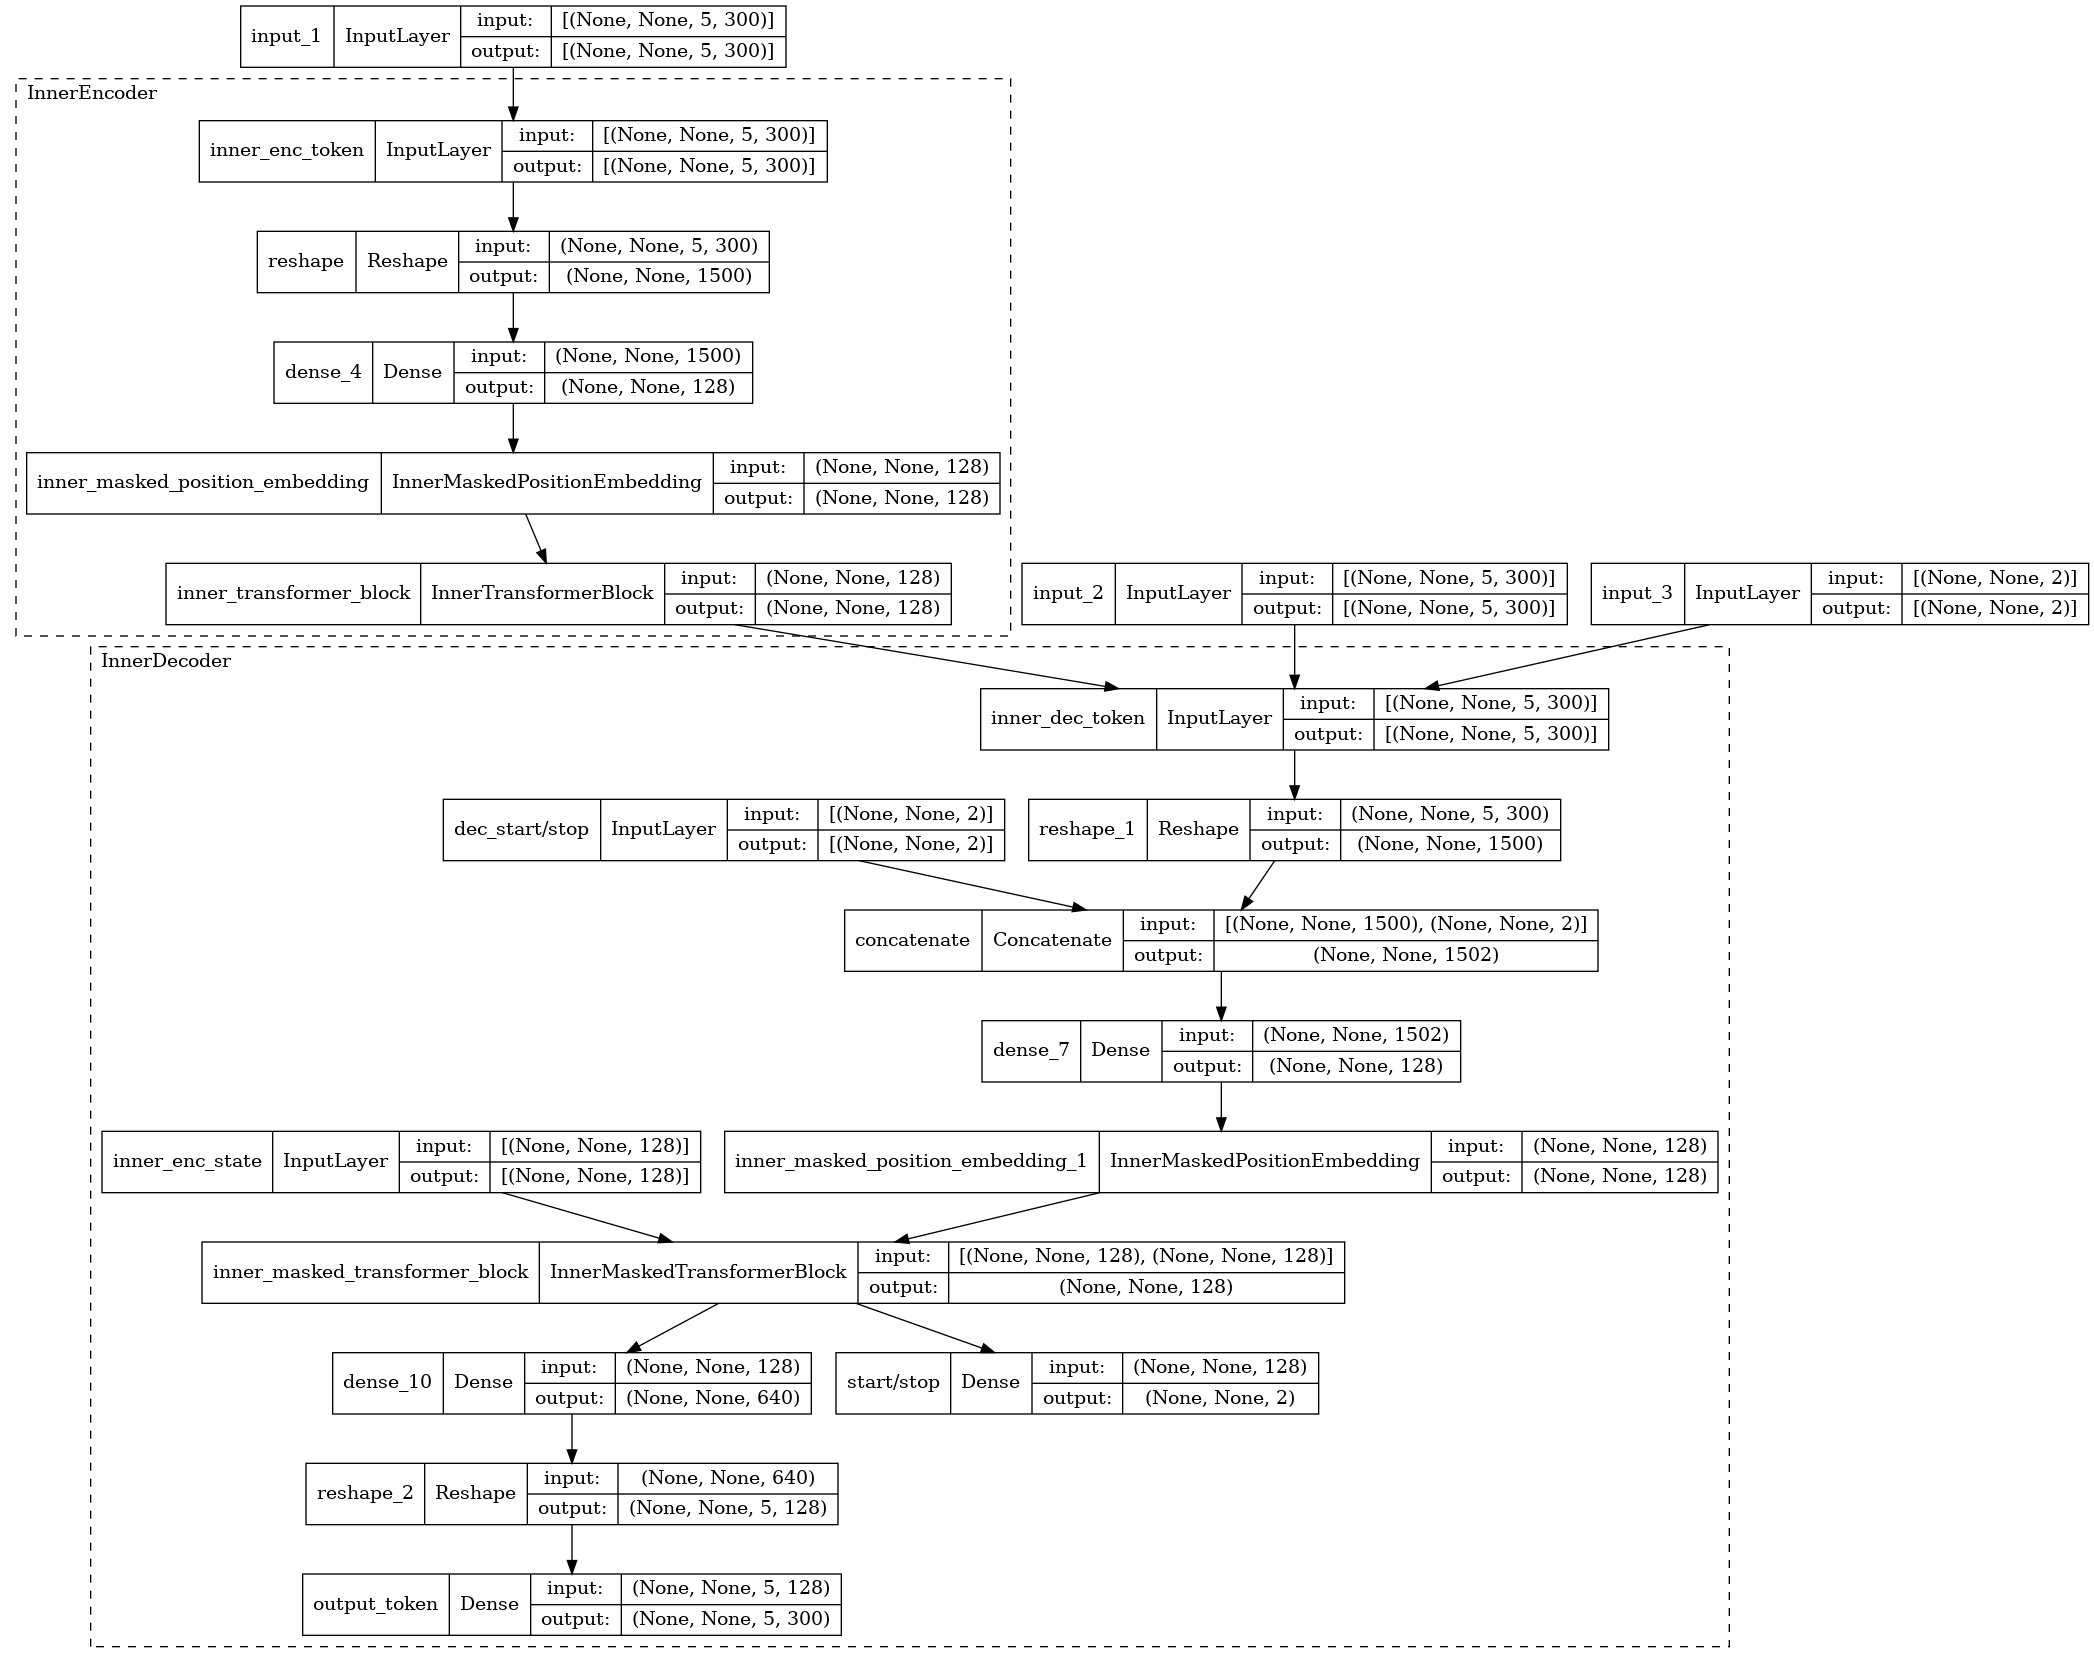 input_1 InputLayer input: [(None, None, 5, 300)]
output: [(None, None, 5, 300)]
InnerEncoder
inner_enc_token InputLayer input: [(None, None, 5, 300)]
output: [(None, None, 5, 300)]
reshape Reshape input: (None, None, 5, 300)
output: (None, None, 1500)
dense_4 Dense input: (None, None, 1500)
output: (None, None, 128)
inner_masked_position_embedding InnerMaskedPositionEmbedding input: (None, None, 128)
output: (None, None, 128)
inner_transformer_block InnerTransformerBlock input: (None, None, 128)
output: (None, None, 128)
input_2 InputLayer input: [(None, None, 5, 300)]
output: [(None, None, 5, 300)]
input_3 InputLayer input: [(None, None, 2)]
output: [(None, None, 2)]
InnerDecoder
inner_dec_token InputLayer input: [(None, None, 5, 300)]
output: [(None, None, 5, 300)]
dec_start/stop InputLayer input: [(None, None, 2)]
output: [(None, None, 2)]
reshape_1 Reshape input: (None, None, 5, 300)
output: (None, None, 1500)
concatenate Concatenate input: [(None, None, 1500), (None, None, 2)]
output: (None, None, 1502)
dense_7 Dense input: (None, None, 1502)
output: (None, None, 128)
inner_enc_state InputLayer input: [(None, None, 128)]
output: [(None, None, 128)]
inner_masked_position_embedding_1 InnerMaskedPositionEmbedding input: (None, None, 128)
output: (None, None, 128)
inner_masked_transformer_block InnerMaskedTransformerBlock input: [(None, None, 128), (None, None, 128)]
output: (None, None, 128)
dense_10 Dense input: (None, None, 128)
output: (None, None, 640)
start/stop Dense input: (None, None, 128)
output: (None, None, 2)
reshape_2 Reshape input: (None, None, 640)
output: (None, None, 5, 128)
output_token Dense input: (None, None, 5, 128)
output: (None, None, 5, 300)